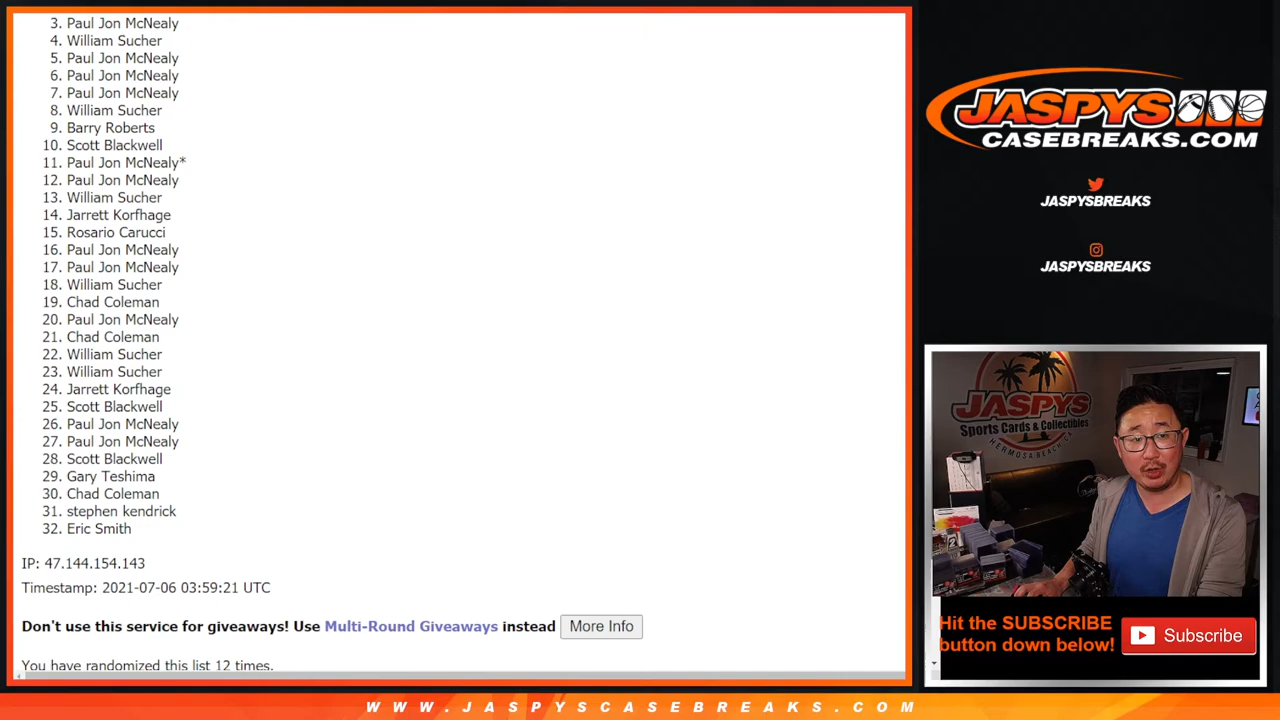 3. Paul Jon McNealy
4. William Sucher
5. Paul Jon McNealy
6. Paul Jon McNealy
7. Paul Jon McNealy
8. William Sucher
9. Barry Roberts
10. Scott Blackwell
11. Paul Jon McNealy*
12. Paul Jon McNealy
13. William Sucher
14. Jarrett Korfhage
15. Rosario Carucci
16. Paul Jon McNealy
17. Paul Jon McNealy
18. William Sucher
19. Chad Coleman
20. Paul Jon McNealy
21. Chad Coleman
22. William Sucher
23. William Sucher
24. Jarrett Korfhage
25. Scott Blackwell
26. Paul Jon McNealy
27. Paul Jon McNealy
28. Scott Blackwell
29. Gary Teshima
30. Chad Coleman
31. stephen kendrick
32. Eric Smith
IP: 47.144.154.143
Timestamp: 2021-07-06 03:59:21 UTC
Don't use this service for giveaways! Use Multi-Round Giveaways instead More Info
You have randomized this list 12 times.
JASPYS
CASEBREAKS.COM
JASPYSBREAKS
JASPYSBREAKS
JASPYS
Sports Cards & Collectibles
HERMOSA BEACH CA
Hit the SUBSCRIBE
button down below!
Subscribe
WWW.JASPYSCASEBREAKS.COM